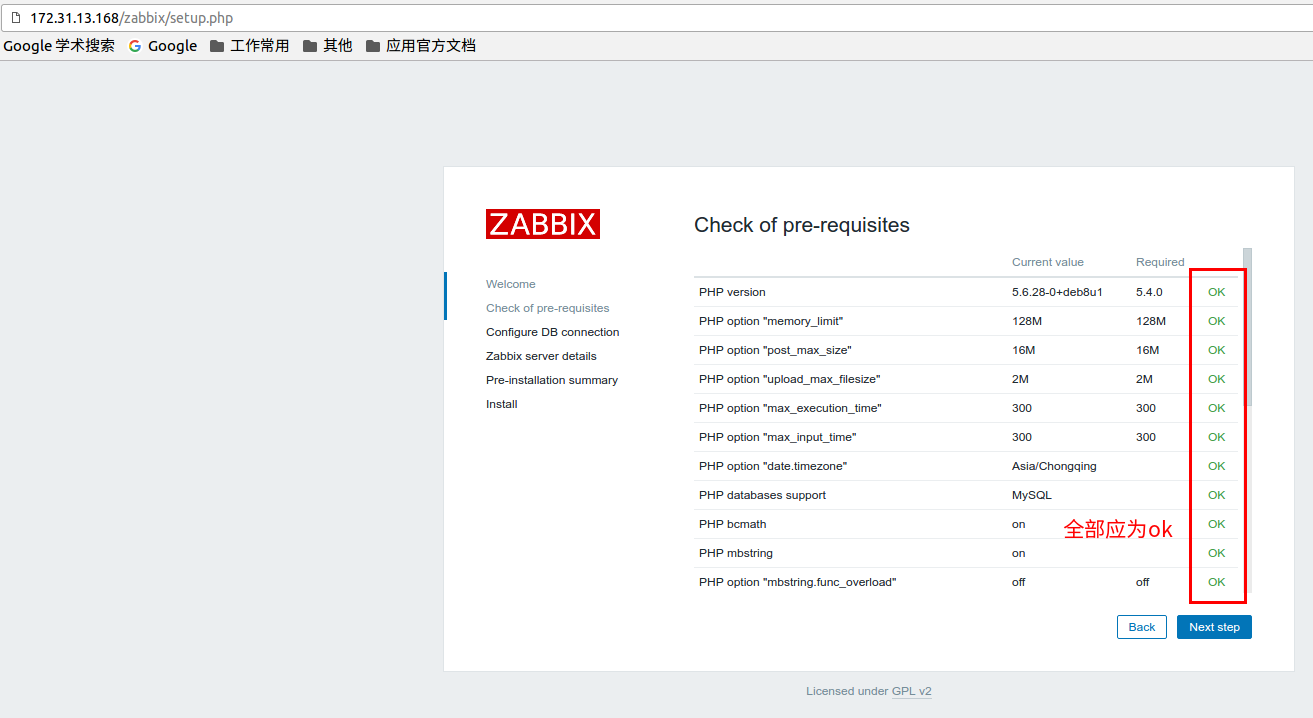 172.31.13.168/zabbix/setup.php
Google 学术搜索 Google 工作常用 其他 应用官方文档
ZABBIX
Welcome
Check of pre-requisites
Configure DB connection
Zabbix server details
Pre-installation summary
Install
Check of pre-requisites
Current value Required
PHP version 5.6.28-0+deb8u1 5.4.0 OK
PHP option "memory_limit" 128M 128M OK
PHP option "post_max_size" 16M 16M OK
PHP option "upload_max_filesize" 2M 2M OK
PHP option "max_execution_time" 300 300 OK
PHP option "max_input_time" 300 300 OK
PHP option "date.timezone" Asia/Chongqing OK
PHP databases support MySQL OK
PHP bcmath on OK
全部应为ok
PHP mbstring on OK
PHP option "mbstring.func_overload" off off OK
Back Next step
Licensed under GPL v2